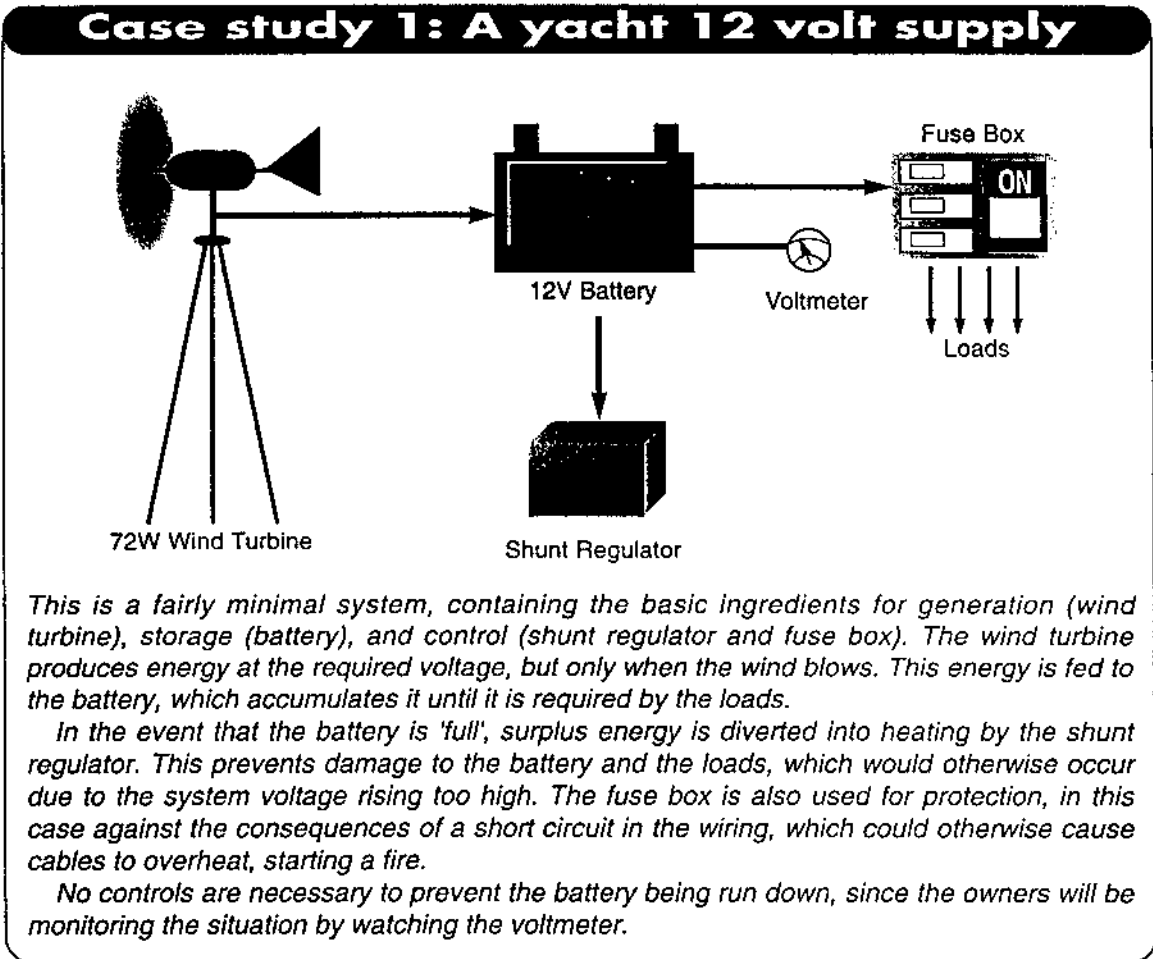 Case study 1: A yacht 12 volt supply
Fuse Box
ON
12V Battery
Voltmeter
Loads
72W Wind Turbine
Shunt Regulator
This is a fairly minimal system, containing the basic ingredients for generation (wind
turbine), storage (battery), and control (shunt regulator and fuse box). The wind turbine
produces energy at the required voltage, but only when the wind blows. This energy is fed to
the battery, which accumulates it until it is required by the loads.
In the event that the battery is 'full', surplus energy is diverted into heating by the shunt
regulator. This prevents damage to the battery and the loads, which would otherwise occur
due to the system voltage rising too high. The fuse box is also used for protection, in this
case against the consequences of a short circuit in the wiring, which could otherwise cause
cables to overheat, starting a fire.
No controls are necessary to prevent the battery being run down, since the owners will be
monitoring the situation by watching the voltmeter.